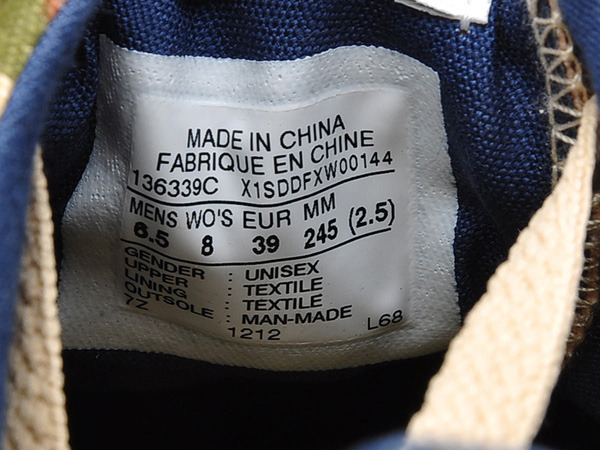 MADE IN CHINA
FABRIQUE EN CHINE
136339C X1SDDFXW00144
MENS WO'S EUR MM
6.5 8 39 245 (2.5)
GENDER : UNISEX
UPPER : TEXTILE
LINING : TEXTILE
OUTSOLE : MAN-MADE
7Z 1212 L68